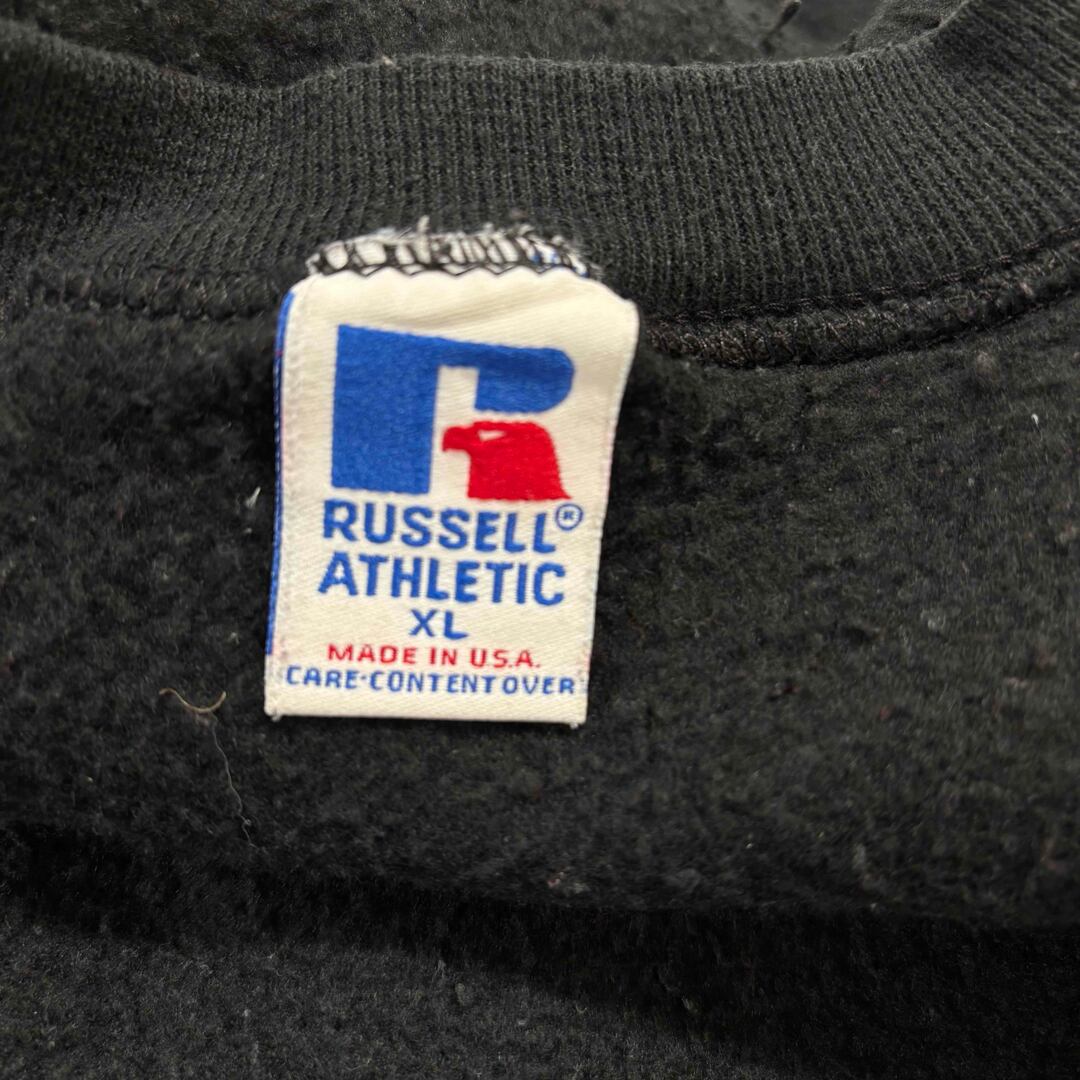 RUSSELL®
ATHLETIC
XL
MADE IN U.S.A.
CARE·CONTENT OVER